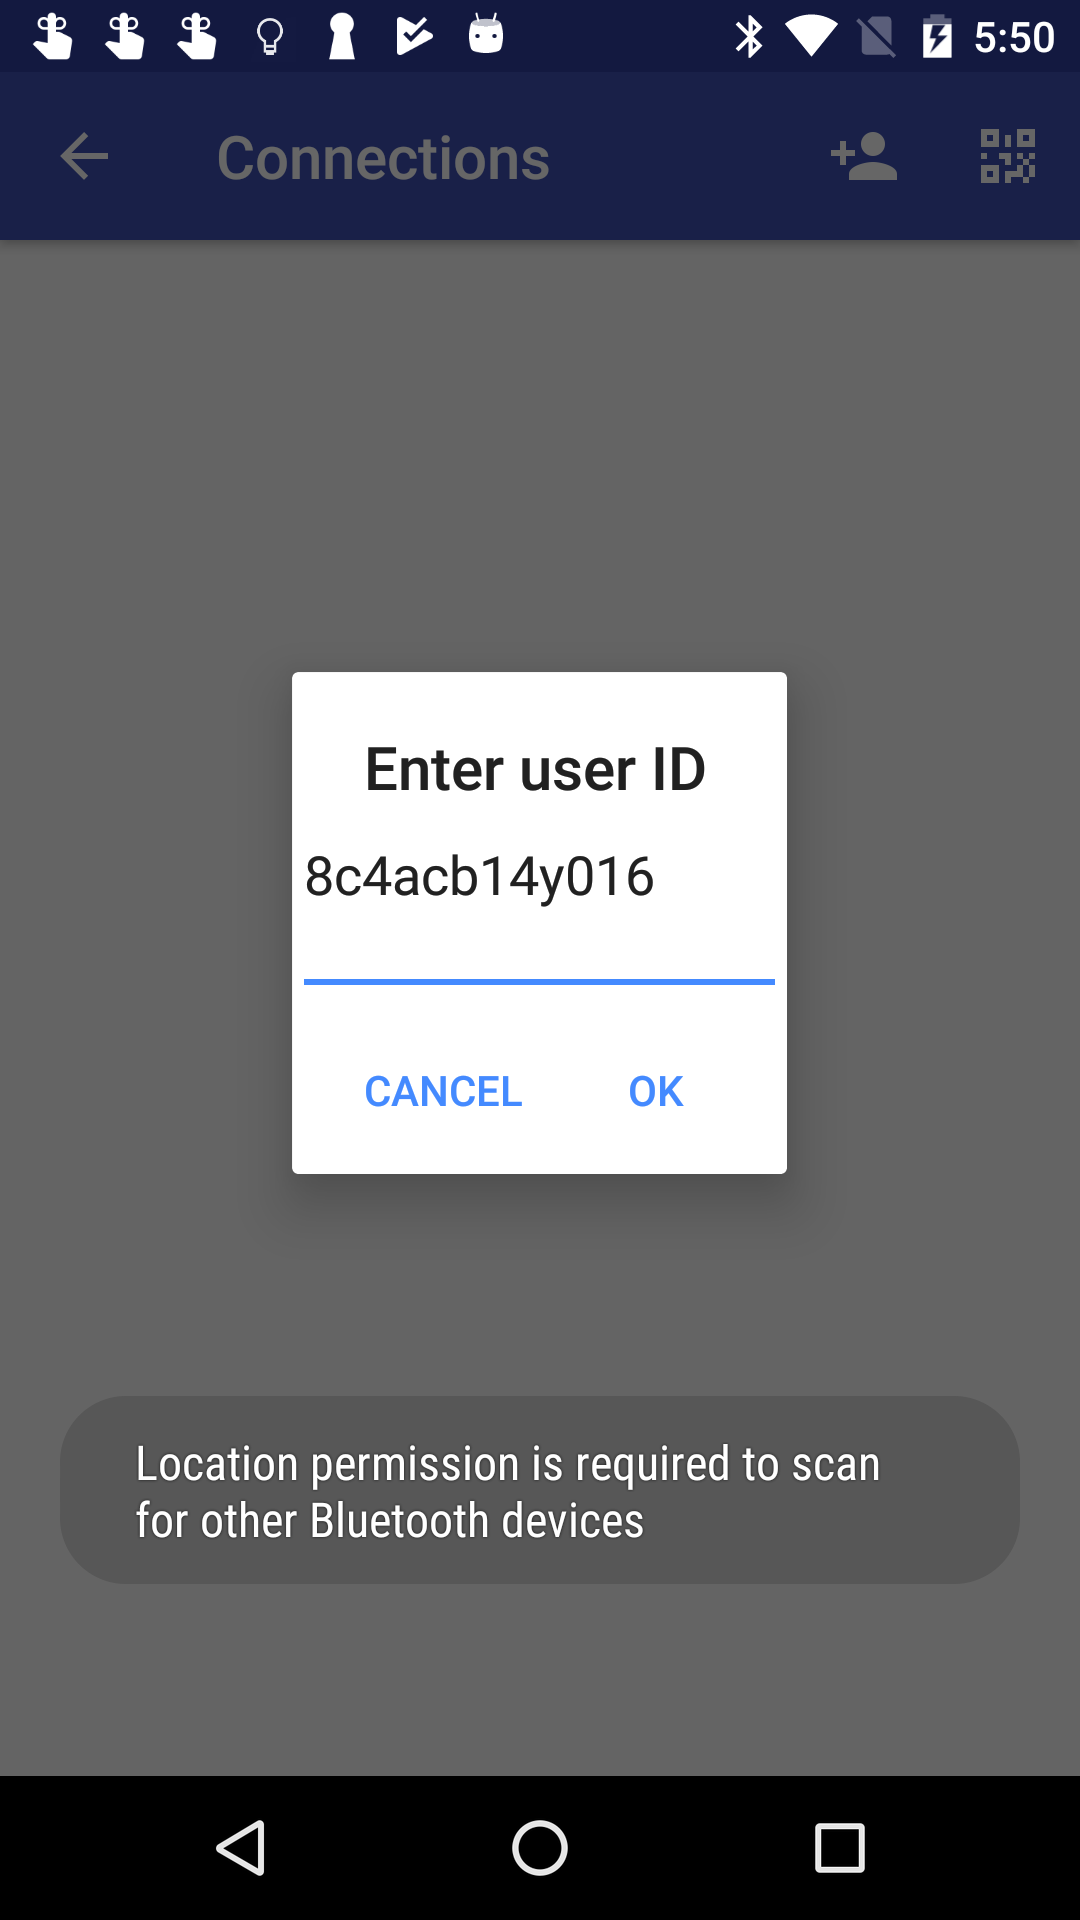 5:50
Connections
Enter user ID
8c4acb14y016
CANCEL OK
Location permission is required to scan
for other Bluetooth devices